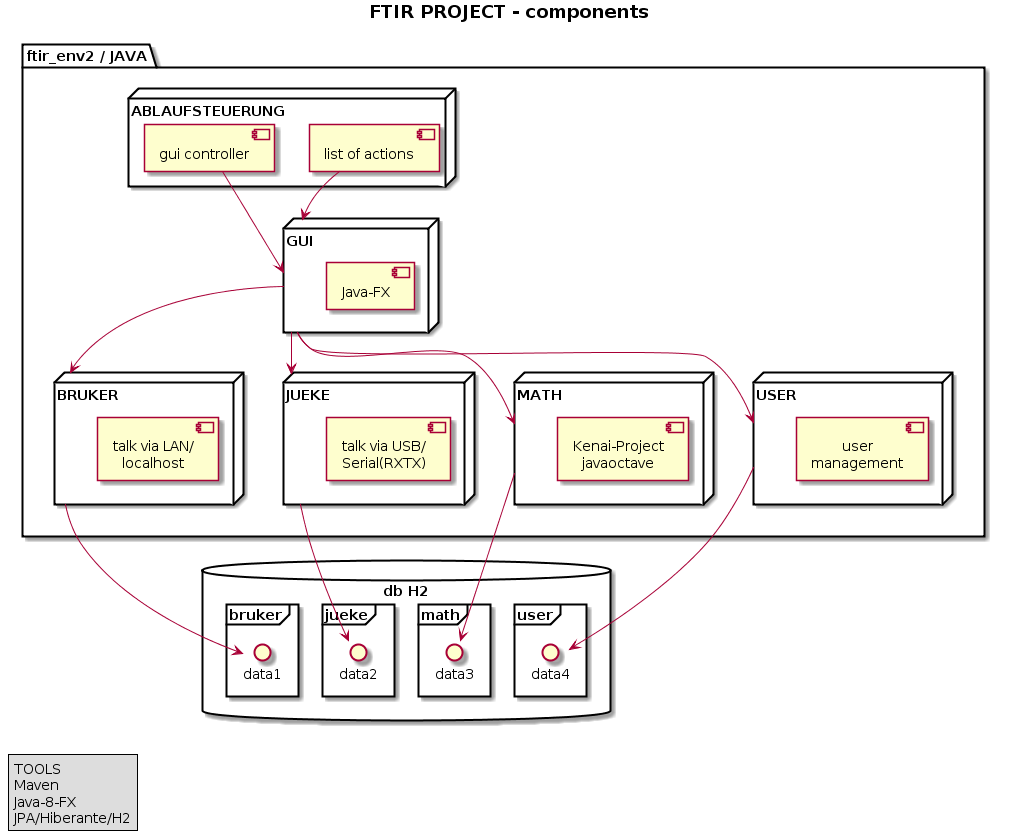 FTIR PROJECT - components
ftir_env2 / JAVA
ABLAUFSTEUERUNG
gui controller
list of actions
GUI
Java-FX
BRUKER
talk via LAN/
localhost
JUEKE
talk via USB/
Serial(RXTX)
MATH
Kenai-Project
javaoctave
USER
user
management
db H2
bruker
data1
jueke
data2
math
data3
user
data4
TOOLS
Maven
Java-8-FX
JPA/Hiberante/H2